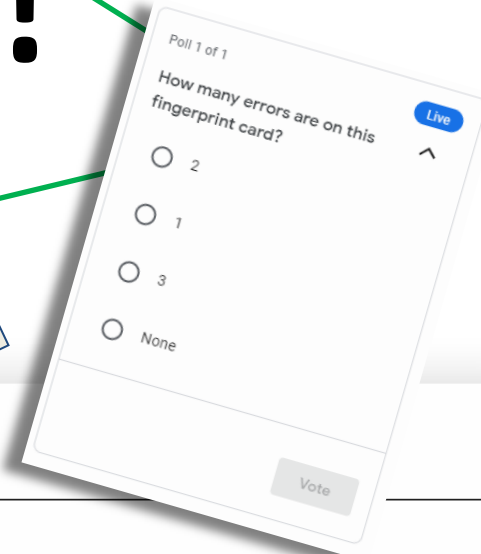 !
Poll 1 of 1
Live
How many errors are on this
fingerprint card?
2
1
3
None
Vote